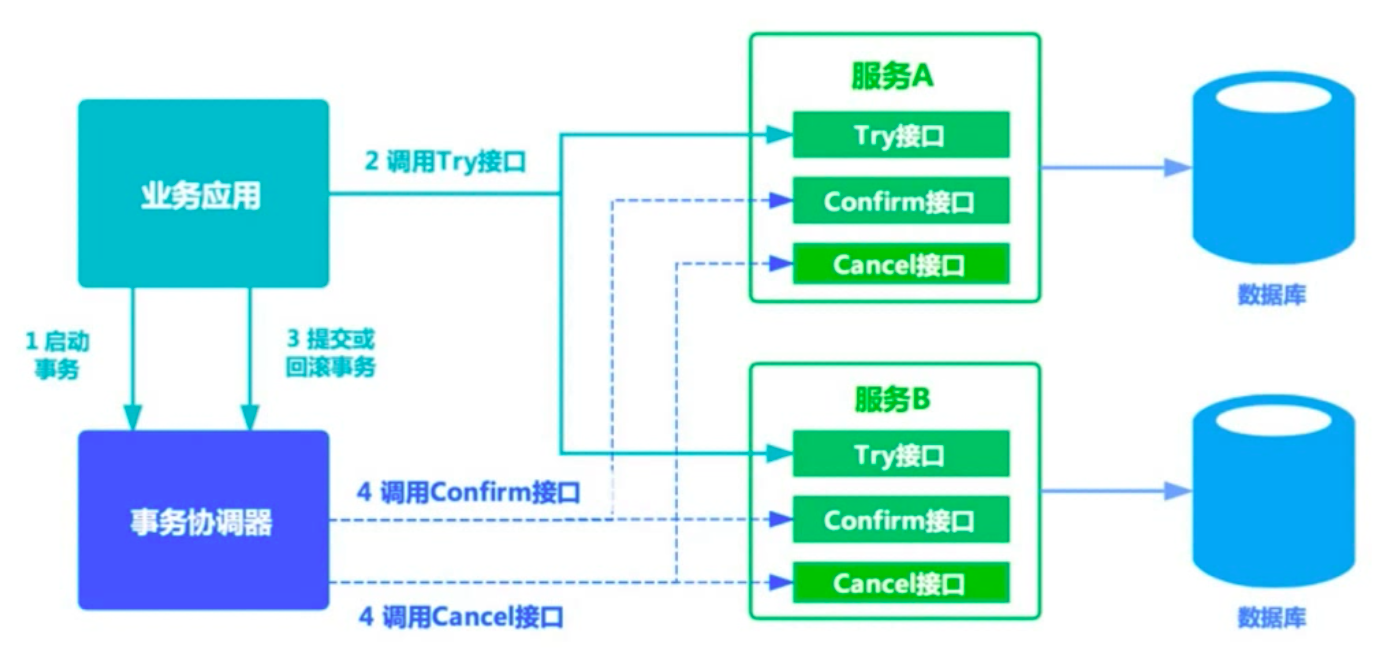 服务A
Try接口
Confirm接口
Cancel接口
数据库
业务应用
2 调用Try接口
1 启动
事务
3 提交或
回滚事务
事务协调器
4 调用Confirm接口
4 调用Cancel接口
服务B
Try接口
Confirm接口
Cancel接口
数据库